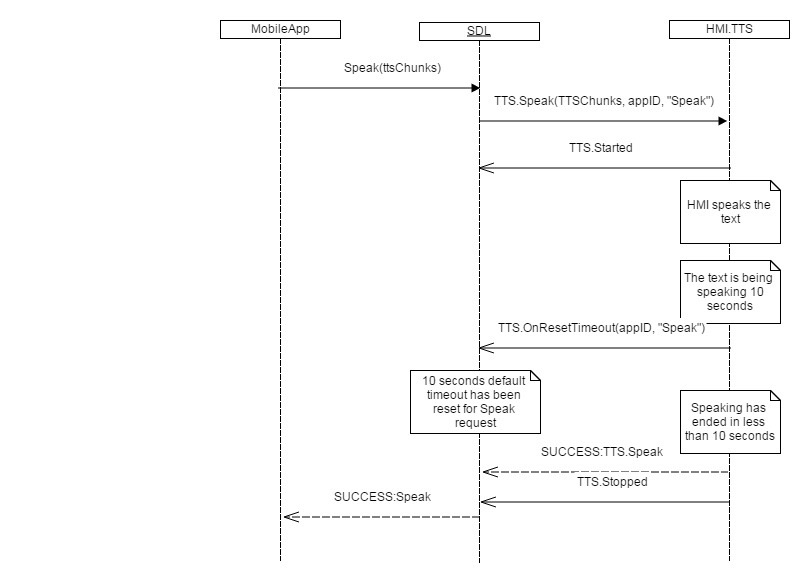 MobileApp
SDL
HMI.TTS
Speak(ttsChunks)
TTS.Speak(TTSChunks, appID, "Speak")
TTS.Started
HMI speaks the
text
The text is being
speaking 10
seconds
TTS.OnResetTimeout(appID, "Speak")
10 seconds default
timeout has been
reset for Speak
request
Speaking has
ended in less
than 10 seconds
SUCCESS:TTS.Speak
TTS.Stopped
SUCCESS:Speak